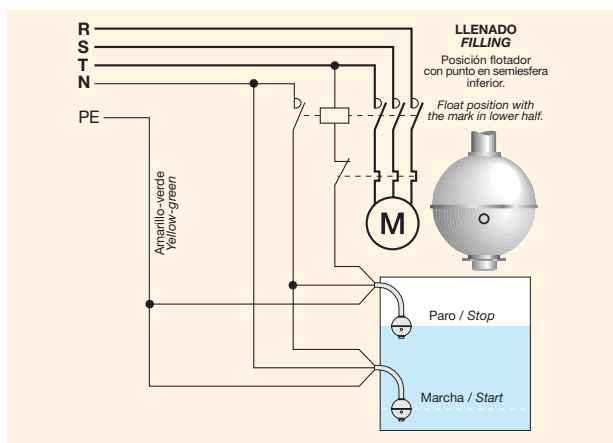 R
S
T
N
PE
LLENADO
FILLING
Posición flotador
con punto en semiesfera
inferior.
Float position with
the mark in lower half.
Amarillo-verde
Yellow-green
M
Paro / Stop
Marcha / Start